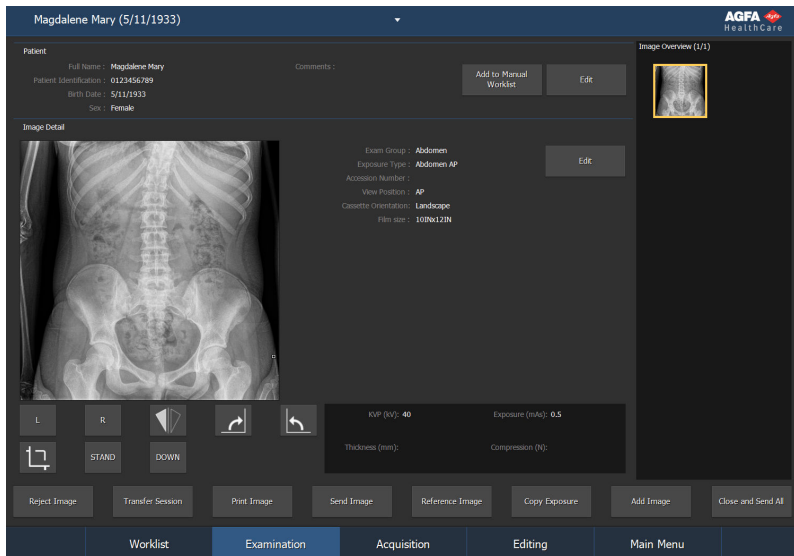 Magdalene Mary (5/11/1933)
AGFA
HealthCare
Patient
Full Name : Magdalene Mary
Comments :
Patient Identification : 0123456789
Birth Date : 5/11/1933
Sex : Female
Add to Manual
Worklist
Edit
Image Overview (1/1)
Image Detail
Exam Group : Abdomen
Exposure Type : Abdomen AP
Accession Number :
View Position : AP
Cassette Orientation: Landscape
Film size : 10INx12IN
Edit
L
R
STAND
DOWN
KVP (kV): 40
Exposure (mAs): 0.5
Thickness (mm):
Compression (N):
Reject Image
Transfer Session
Print Image
Send Image
Reference Image
Copy Exposure
Add Image
Close and Send All
Worklist
Examination
Acquisition
Editing
Main Menu